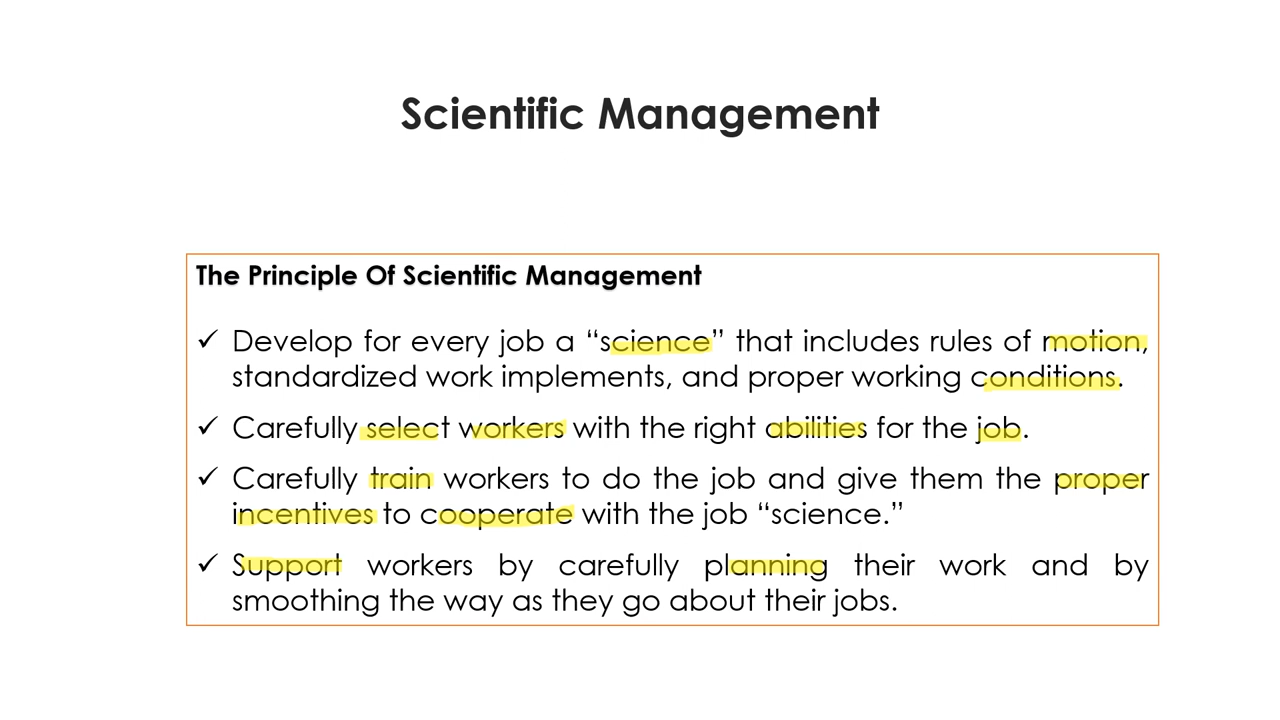 Scientific Management
The Principle Of Scientific Management
✓ Develop for every job a “science” that includes rules of motion,
standardized work implements, and proper working conditions.
✓ Carefully select workers with the right abilities for the job.
✓ Carefully train workers to do the job and give them the proper
incentives to cooperate with the job “science.”
✓ Support workers by carefully planning their work and by
smoothing the way as they go about their jobs.